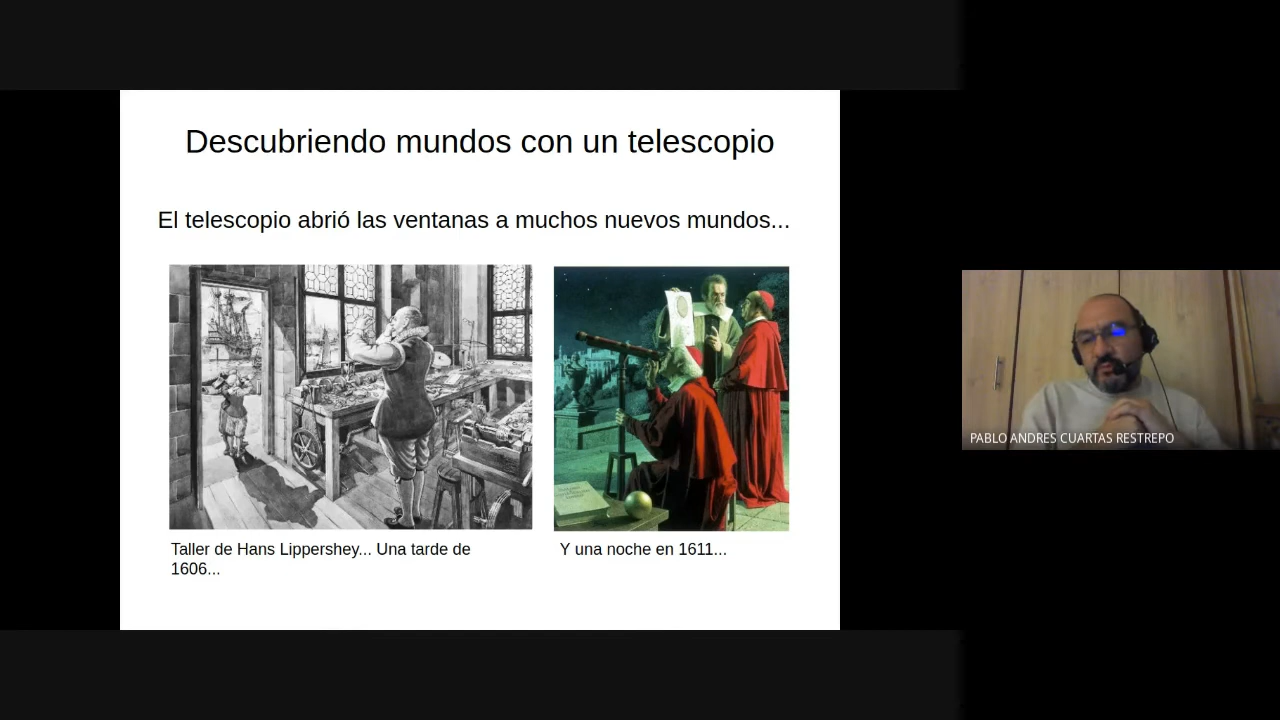 Descubriendo mundos con un telescopio
El telescopio abrió las ventanas a muchos nuevos mundos...
Taller de Hans Lippershey... Una tarde de
1606...
Y una noche en 1611...
PABLO ANDRES CUARTAS RESTREPO